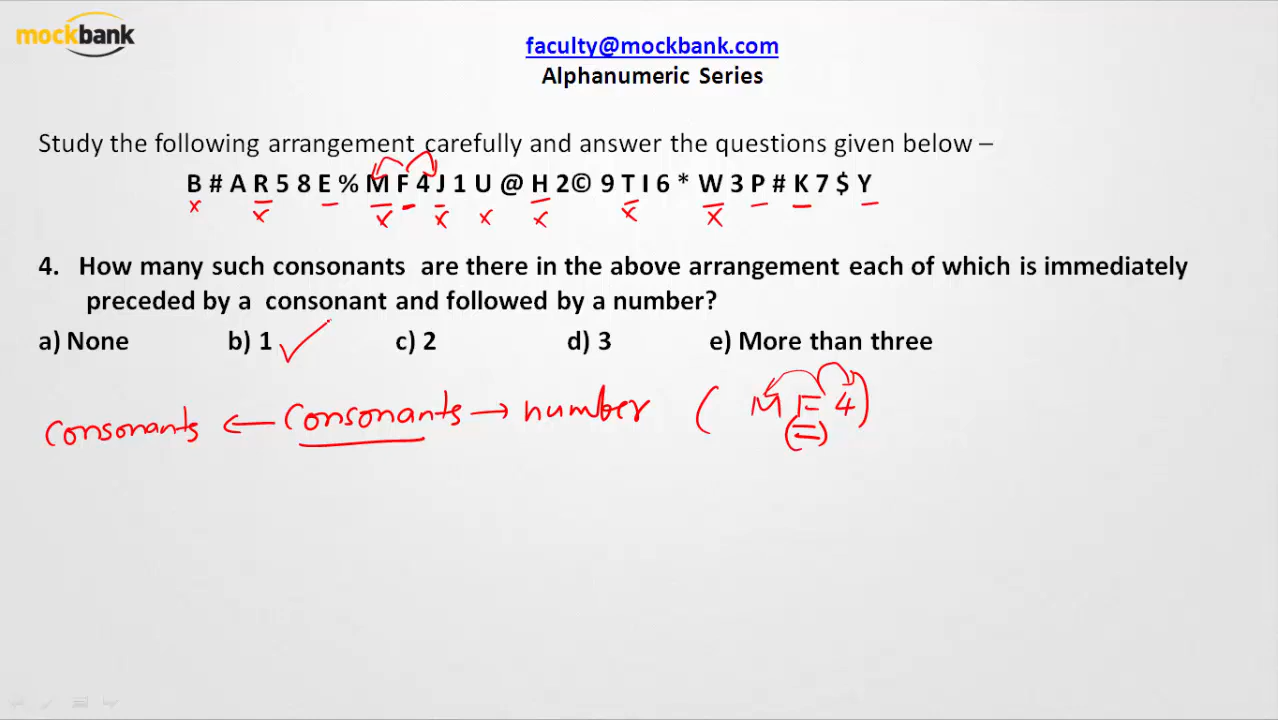 mockbank
faculty@mockbank.com
Alphanumeric Series
Study the following arrangement carefully and answer the questions given below –
B # A R 5 8 E % M F 4 J 1 U @ H 2 © 9 T I 6 * W 3 P # K 7 $ Y
x x x x x x x x
4. How many such consonants are there in the above arrangement each of which is immediately
preceded by a consonant and followed by a number?
a) None b) 1 c) 2 d) 3 e) More than three
consonants ← consonants → number ( M F 4 )